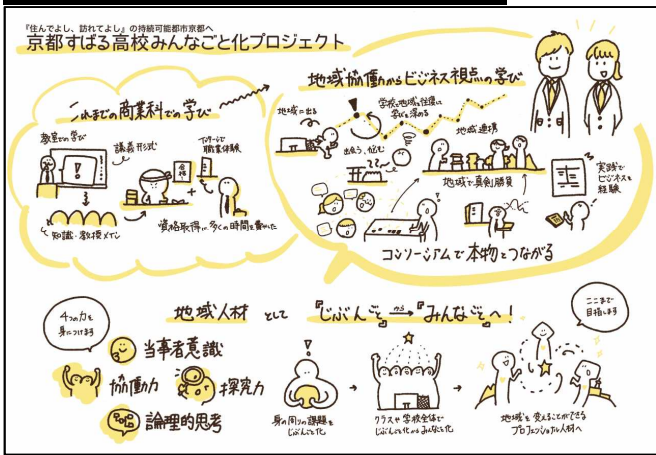 『住んでよし、訪れてよし』の持続可能都市京都へ
京都すばる高校みんなごと化プロジェクト
これまでの商業科での学び
教室での学び
講義形式
インターンで
職業体験
合格
知識・教授メイン
資格取得に多くの時間を費やした
地域協働からビジネス視点の学び
地域に出る
学校と地域を往還し
学びを深める
出会う、悩む
地域連携
地域で真剣勝負
実践で
ビジネスを
経験
コンソーシアムで本物とつながる
地域人材として『じぶんごと』から『みんなごと』へ!
4つの力を
身につけます
当事者意識
協働力
探究力
論理的思考
身の周りの課題を
じぶんごと化
クラスや学校全体で
じぶんごと化からみんなごと化
ここまで
目指します
地域を変えることができる
プロフェッショナル人材へ